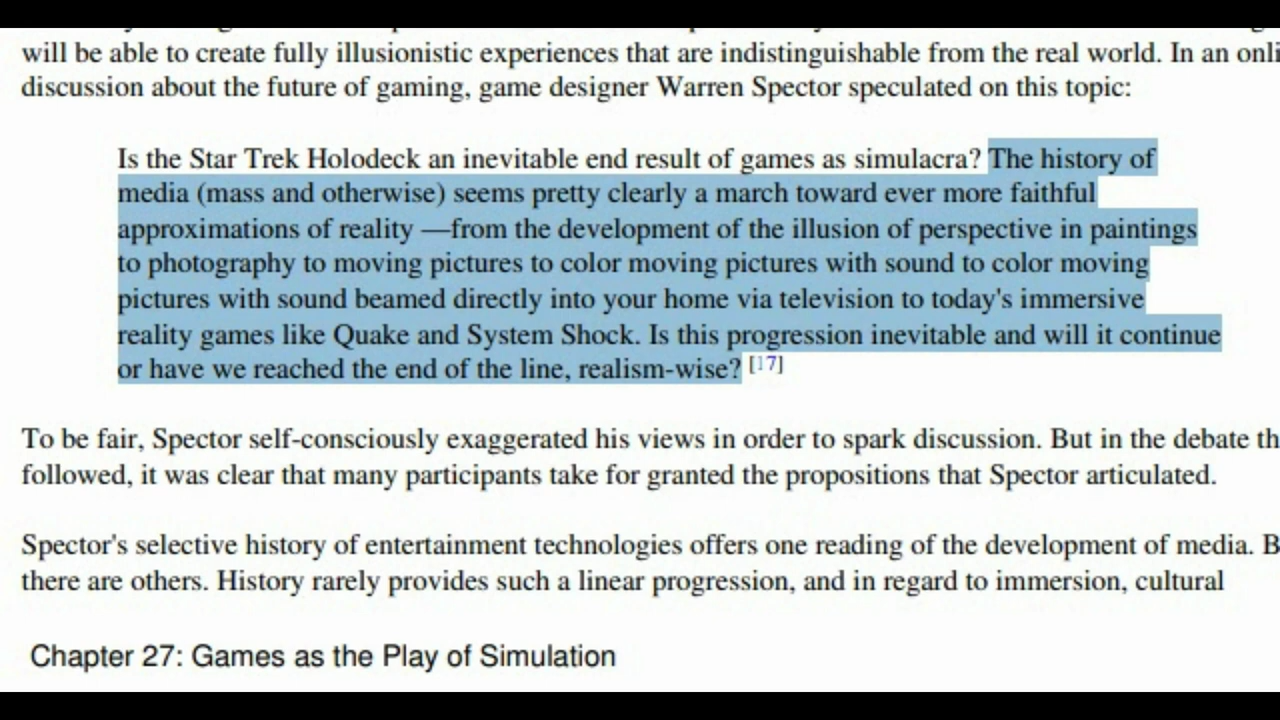 will be able to create fully illusionistic experiences that are indistinguishable from the real world. In an onli
discussion about the future of gaming, game designer Warren Spector speculated on this topic:
Is the Star Trek Holodeck an inevitable end result of games as simulacra? The history of
media (mass and otherwise) seems pretty clearly a march toward ever more faithful
approximations of reality —from the development of the illusion of perspective in paintings
to photography to moving pictures to color moving pictures with sound to color moving
pictures with sound beamed directly into your home via television to today's immersive
reality games like Quake and System Shock. Is this progression inevitable and will it continue
or have we reached the end of the line, realism-wise? [17]
To be fair, Spector self-consciously exaggerated his views in order to spark discussion. But in the debate th
followed, it was clear that many participants take for granted the propositions that Spector articulated.
Spector's selective history of entertainment technologies offers one reading of the development of media. B
there are others. History rarely provides such a linear progression, and in regard to immersion, cultural
Chapter 27: Games as the Play of Simulation